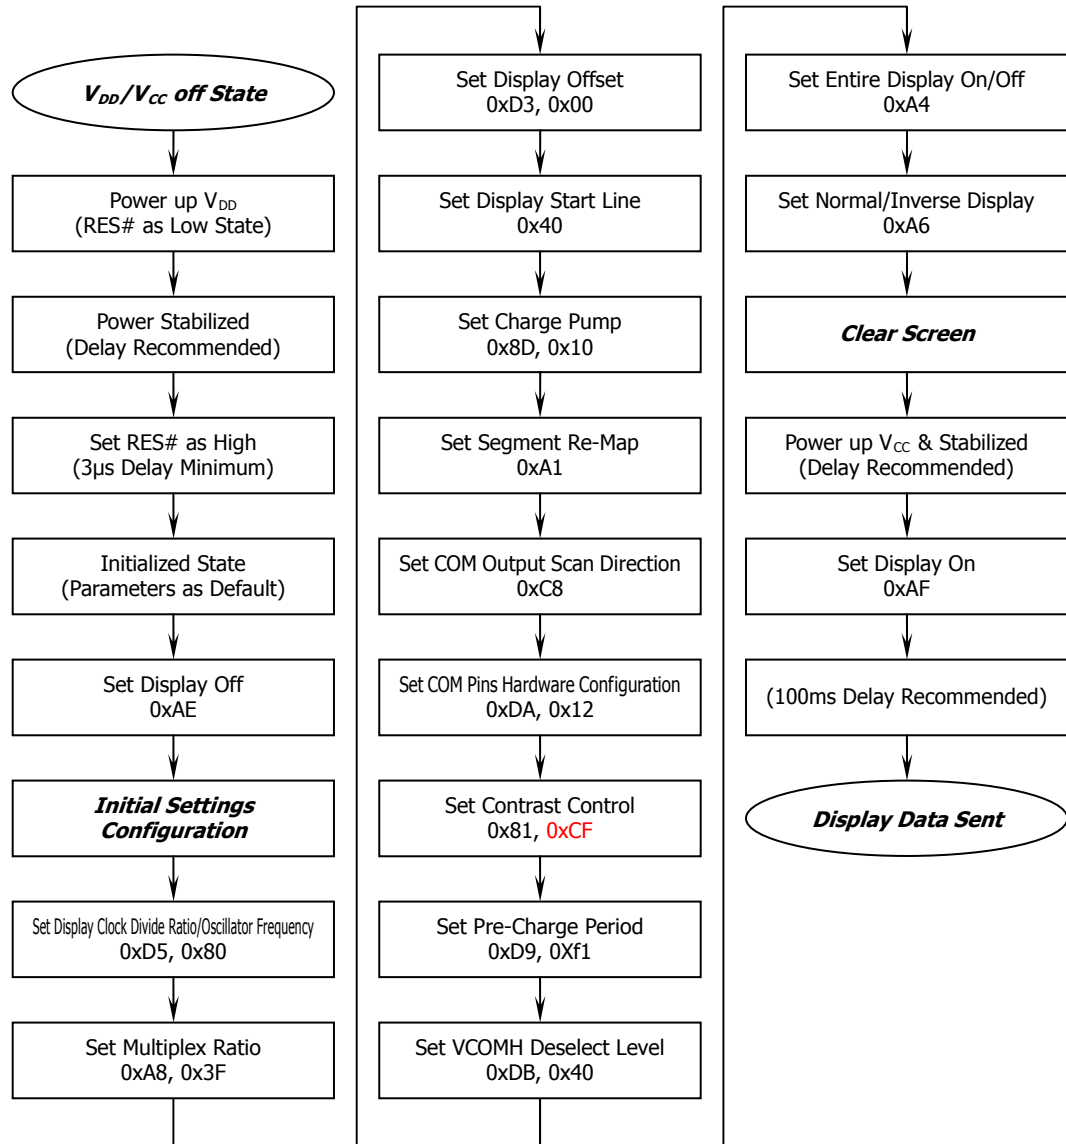 V_DD/V_CC off State
Power up V_DD
(RES# as Low State)
Power Stabilized
(Delay Recommended)
Set RES# as High
(3μs Delay Minimum)
Initialized State
(Parameters as Default)
Set Display Off
0xAE
Initial Settings
Configuration
Set Display Clock Divide Ratio/Oscillator Frequency
0xD5, 0x80
Set Multiplex Ratio
0xA8, 0x3F
Set Display Offset
0xD3, 0x00
Set Display Start Line
0x40
Set Charge Pump
0x8D, 0x10
Set Segment Re-Map
0xA1
Set COM Output Scan Direction
0xC8
Set COM Pins Hardware Configuration
0xDA, 0x12
Set Contrast Control
0x81, 0xCF
Set Pre-Charge Period
0xD9, 0Xf1
Set VCOMH Deselect Level
0xDB, 0x40
Set Entire Display On/Off
0xA4
Set Normal/Inverse Display
0xA6
Clear Screen
Power up V_CC & Stabilized
(Delay Recommended)
Set Display On
0xAF
(100ms Delay Recommended)
Display Data Sent